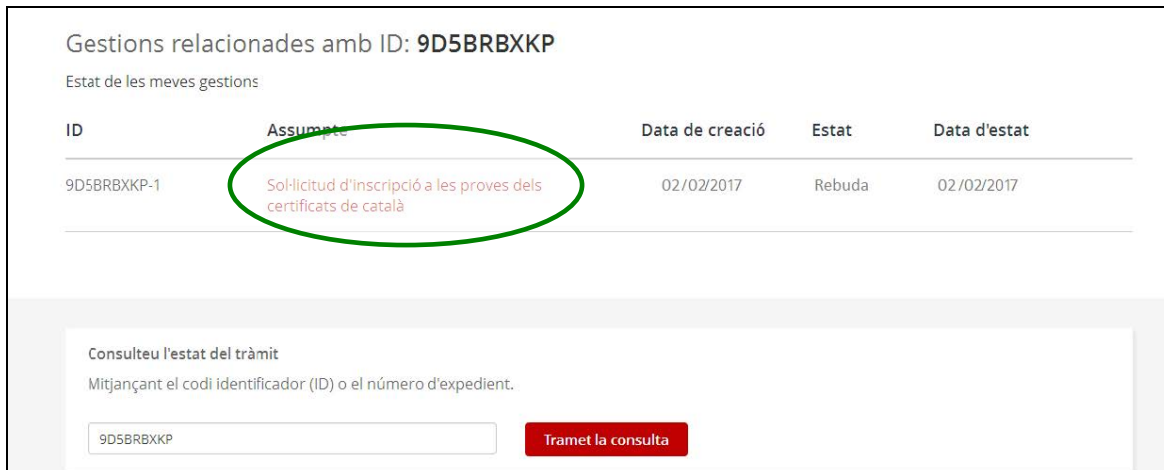 Gestions relacionades amb ID: 9D5BRBXKP
Estat de les meves gestions
ID Assumpte Data de creació Estat Data d'estat
9D5BRBXKP-1 Sol·licitud d'inscripció a les proves dels 02/02/2017 Rebuda 02/02/2017
certificats de català
Consulteu l'estat del tràmit
Mitjançant el codi identificador (ID) o el número d'expedient.
9D5BRBXKP Tramet la consulta